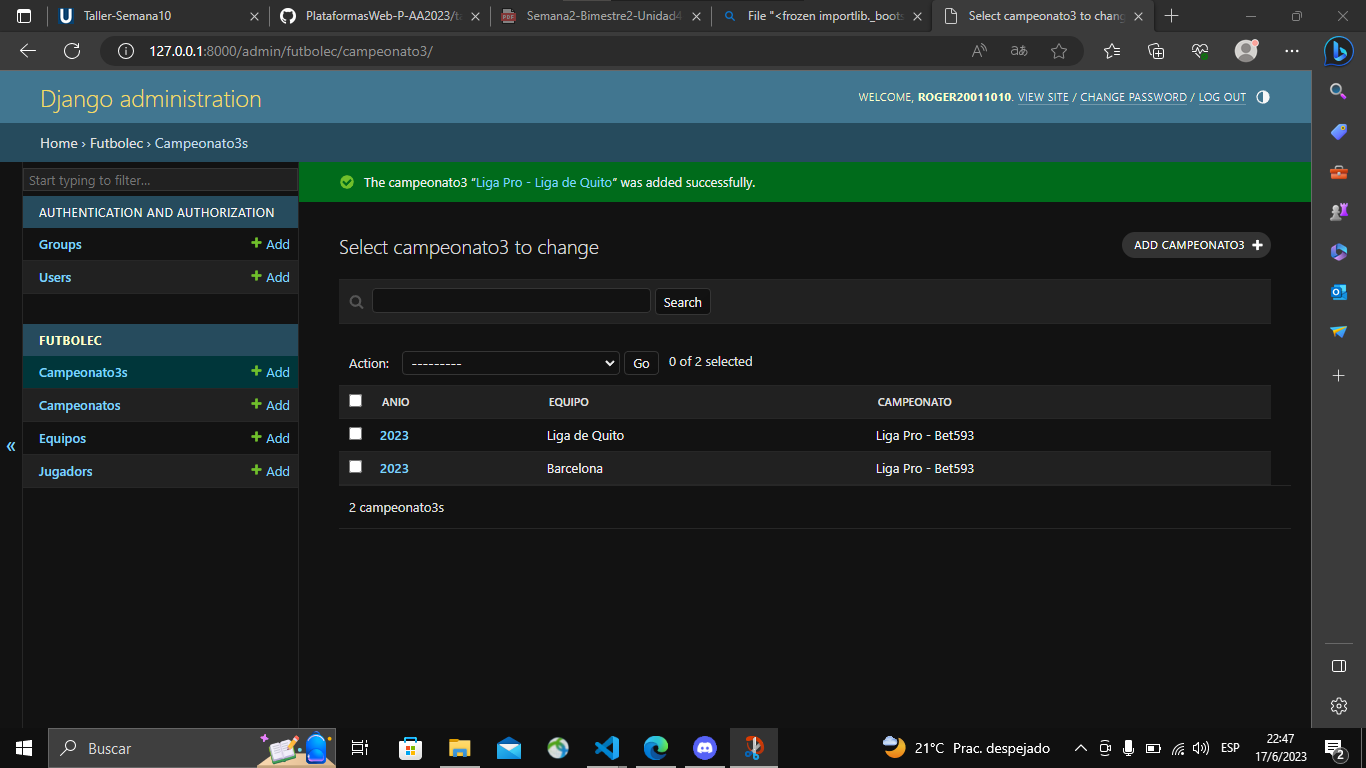 Taller-Semana10
PlataformasWeb-P-AA2023/ta
Semana2-Bimestre2-Unidad4
File "<frozen importlib._boots
Select campeonato3 to chang
127.0.0.1:8000/admin/futbolec/campeonato3/
Django administration
WELCOME, ROGER20011010. VIEW SITE / CHANGE PASSWORD / LOG OUT
Home › Futbolec › Campeonato3s
Start typing to filter...
AUTHENTICATION AND AUTHORIZATION
Groups + Add
Users + Add
FUTBOLEC
Campeonato3s + Add
Campeonatos + Add
Equipos + Add
Jugadors + Add
«
The campeonato3 “Liga Pro - Liga de Quito” was added successfully.
Select campeonato3 to change
ADD CAMPEONATO3 +
Search
Action: --------- Go 0 of 2 selected
ANIO EQUIPO CAMPEONATO
2023 Liga de Quito Liga Pro - Bet593
2023 Barcelona Liga Pro - Bet593
2 campeonato3s
Buscar
21°C Prac. despejado
ESP
22:47
17/6/2023
2